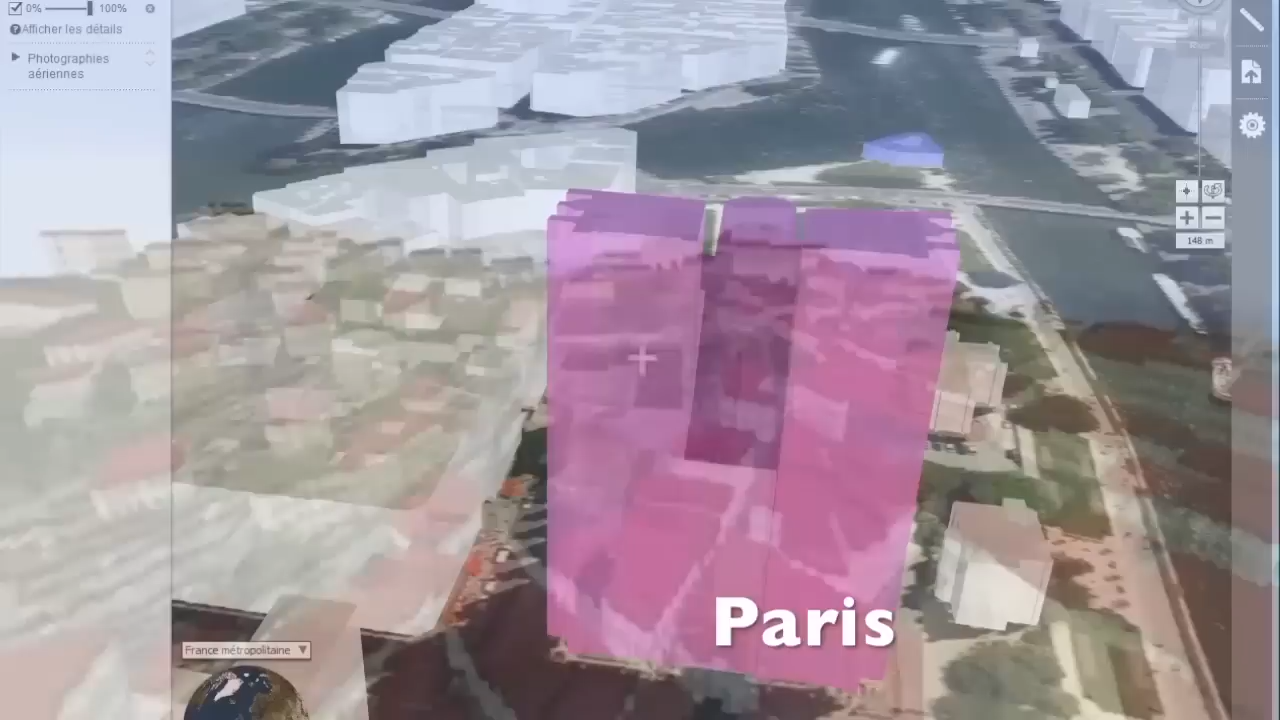 0% 100%
Afficher les détails
Photographies
aériennes
148 m
Paris
France métropolitaine